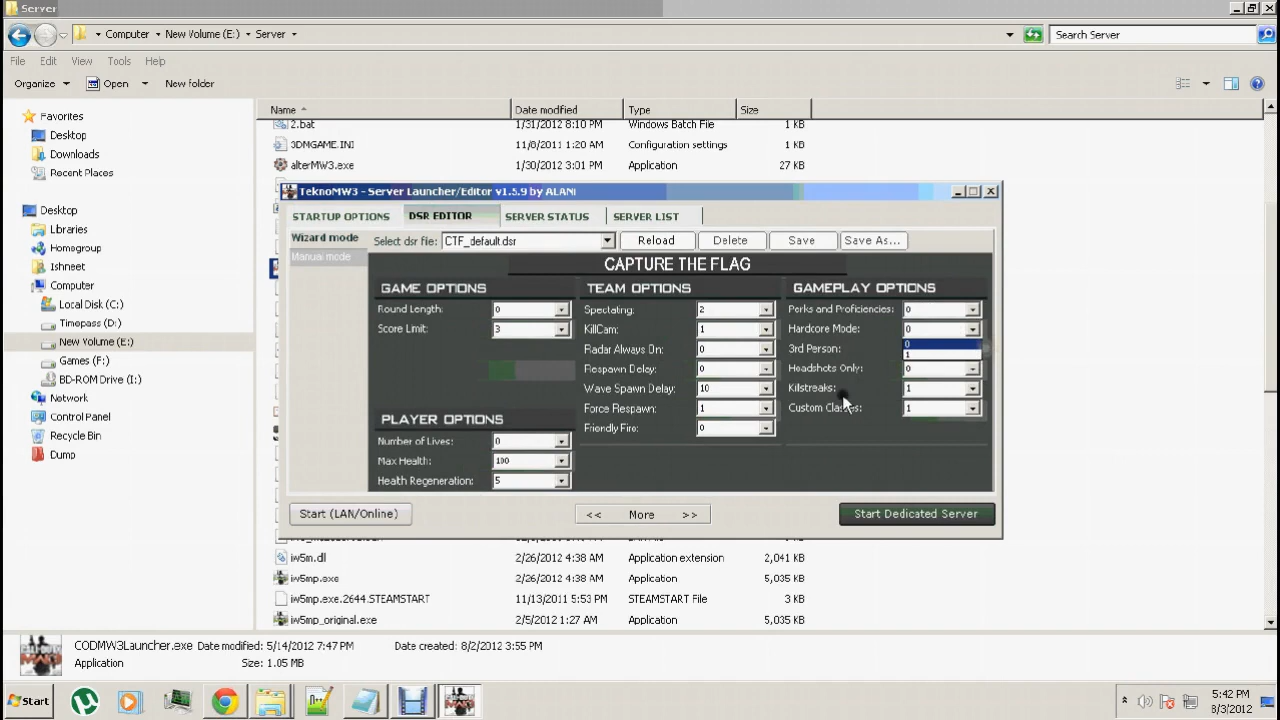 Server
Computer New Volume (E:) Server
Search Server
File Edit View Tools Help
Organize Open New folder
Favorites
Desktop
Downloads
Recent Places
Desktop
Libraries
Homegroup
Ishneet
Computer
Local Disk (C:)
Timepass (D:)
New Volume (E:)
Games (F:)
BD-ROM Drive (I:)
Network
Control Panel
Recycle Bin
Dump
Name Date modified Type Size
2.bat 1/31/2012 8:10 PM Windows Batch File 1 KB
3DMGAME.INI 11/8/2011 1:20 AM Configuration settings 1 KB
alterMW3.exe 1/30/2012 3:01 PM Application 27 KB
TeknoMW3 - Server Launcher/Editor v1.5.9 by ALANi
STARTUP OPTIONS DSR EDITOR SERVER STATUS SERVER LIST
Wizard mode
Manual mode
Select dsr file: CTF_default.dsr Reload Delete Save Save As...
CAPTURE THE FLAG
GAME OPTIONS
Round Length: 0
Score Limit: 3
PLAYER OPTIONS
Number of Lives: 0
Max Health: 100
Heath Regeneration: 5
TEAM OPTIONS
Spectating: 2
KillCam: 1
Radar Always On: 0
Respawn Delay: 0
Wave Spawn Delay: 10
Force Respawn: 1
Friendly Fire: 0
GAMEPLAY OPTIONS
Perks and Proficiencies: 0
Hardcore Mode: 0
0
3rd Person: 1
Headshots Only: 0
Kilstreaks: 1
Custom Classes: 1
Start (LAN/Online) << More >> Start Dedicated Server
iw5m.dll 2/26/2012 4:38 AM Application extension 2,041 KB
iw5mp.exe 2/26/2012 4:38 AM Application 5,035 KB
iw5mp.exe.2644.STEAMSTART 11/13/2011 5:53 PM STEAMSTART File 3 KB
iw5mp_original.exe 2/5/2012 1:27 AM Application 5,035 KB
CODMW3Launcher.exe Date modified: 5/14/2012 7:47 PM Date created: 8/2/2012 3:55 PM
Application Size: 1.05 MB
Start
5:42 PM
8/3/2012